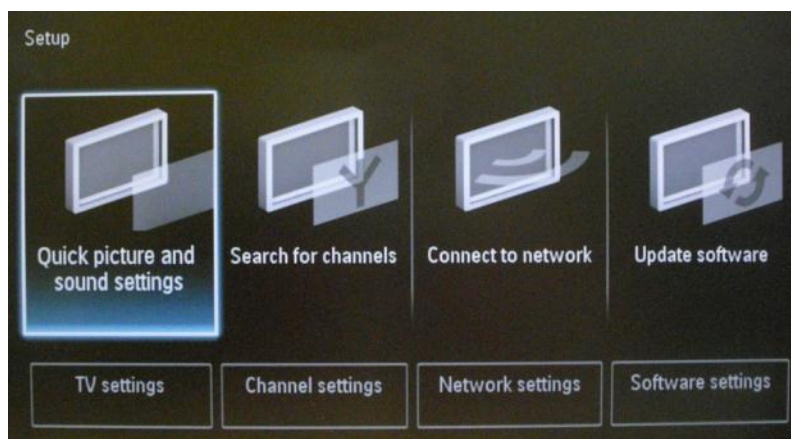 Setup
Quick picture and
sound settings
Search for channels
Connect to network
Update software
TV settings
Channel settings
Network settings
Software settings